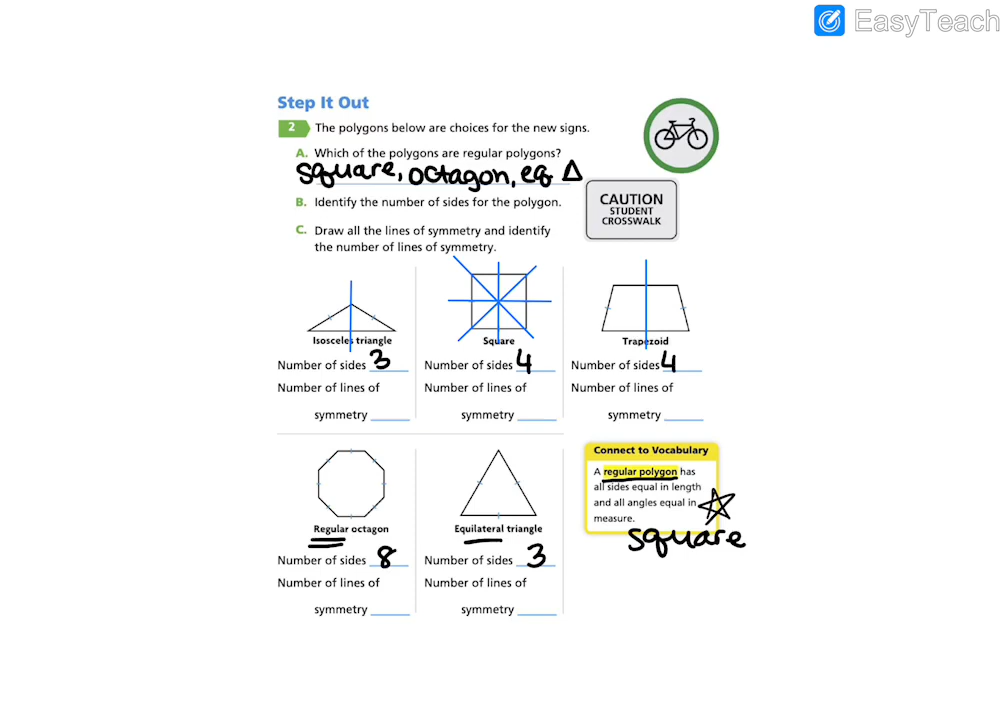 EasyTeach
Step It Out
2 The polygons below are choices for the new signs.
A. Which of the polygons are regular polygons?
square, octagon, eq Δ
B. Identify the number of sides for the polygon.
C. Draw all the lines of symmetry and identify
the number of lines of symmetry.
CAUTION
STUDENT
CROSSWALK
Isosceles triangle
Number of sides 3
Number of lines of
symmetry
Square
Number of sides 4
Number of lines of
symmetry
Trapezoid
Number of sides 4
Number of lines of
symmetry
Regular octagon
Number of sides 8
Number of lines of
symmetry
Equilateral triangle
Number of sides 3
Number of lines of
symmetry
Connect to Vocabulary
A regular polygon has
all sides equal in length
and all angles equal in
measure.
square